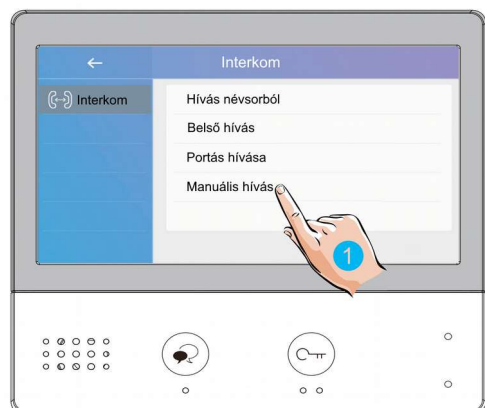 Interkom
Interkom
Hívás névsorból
Belső hívás
Portás hívása
Manuális hívás
1